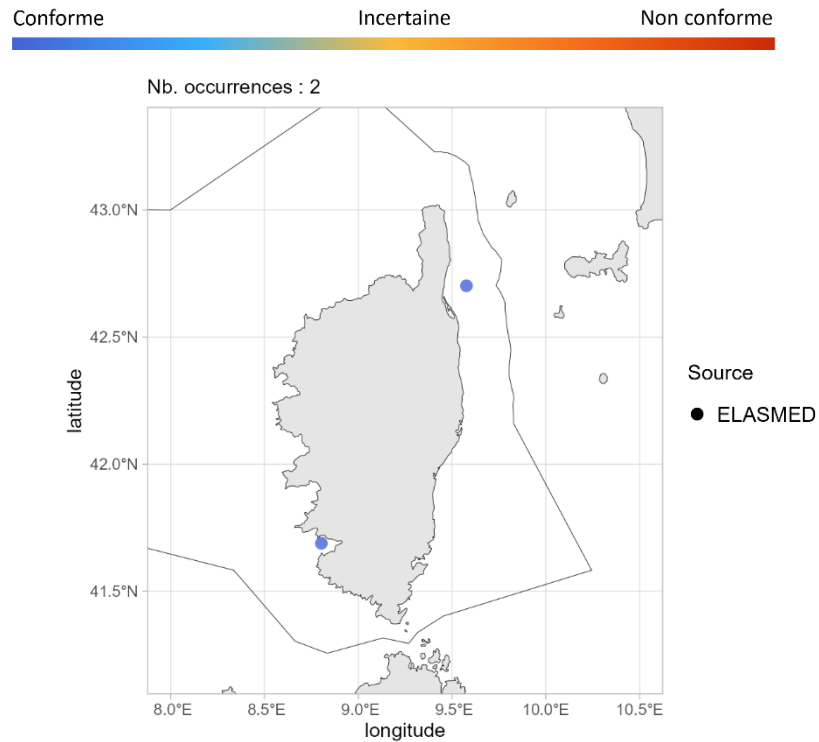 Conforme Incertaine Non conforme
Nb. occurrences : 2
43.0°N
42.5°N
42.0°N
41.5°N
latitude
8.0°E 8.5°E 9.0°E 9.5°E 10.0°E 10.5°E
longitude
Source
ELASMED